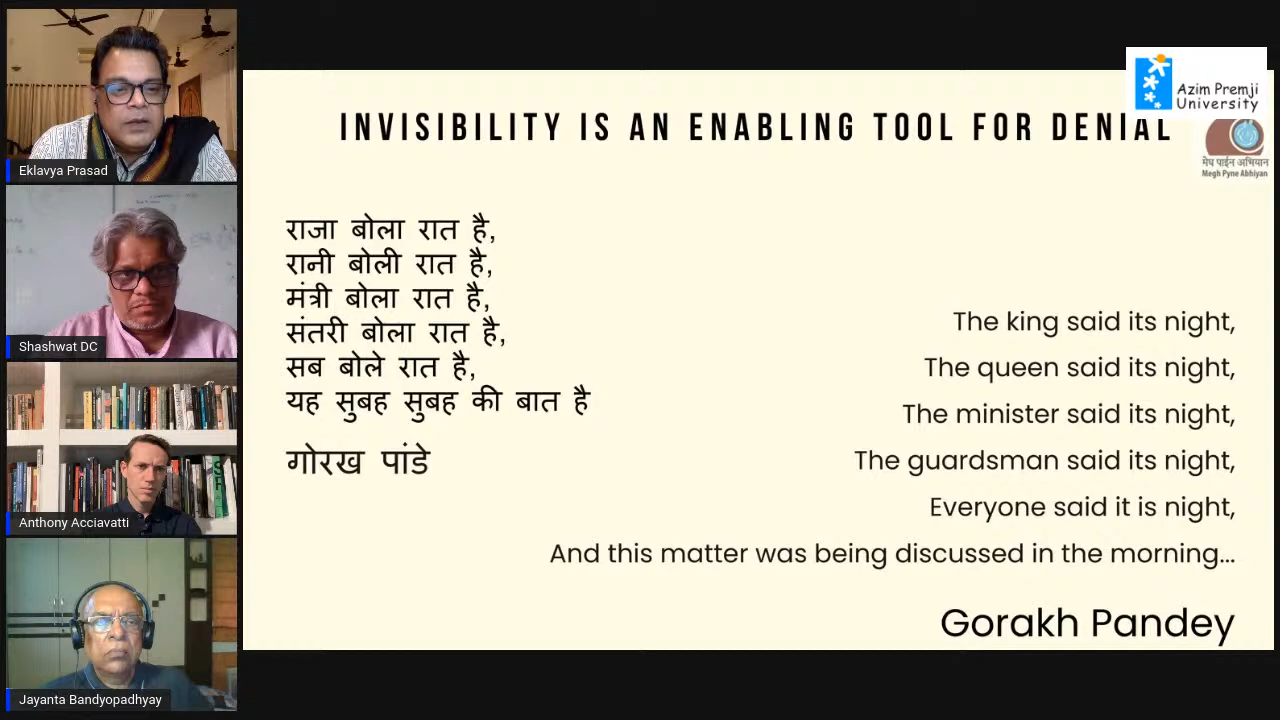 Eklavya Prasad
Shashwat DC
Anthony Acciavatti
Jayanta Bandyopadhyay
Azim Premji
University
मेघ पाईन अभियान
Megh Pyne Abhiyan
INVISIBILITY IS AN ENABLING TOOL FOR DENIAL
राजा बोला रात है,
रानी बोली रात है,
मंत्री बोला रात है,
संतरी बोला रात है,
सब बोले रात है,
यह सुबह सुबह की बात है
गोरख पांडे
The king said its night,
The queen said its night,
The minister said its night,
The guardsman said its night,
Everyone said it is night,
And this matter was being discussed in the morning...
Gorakh Pandey